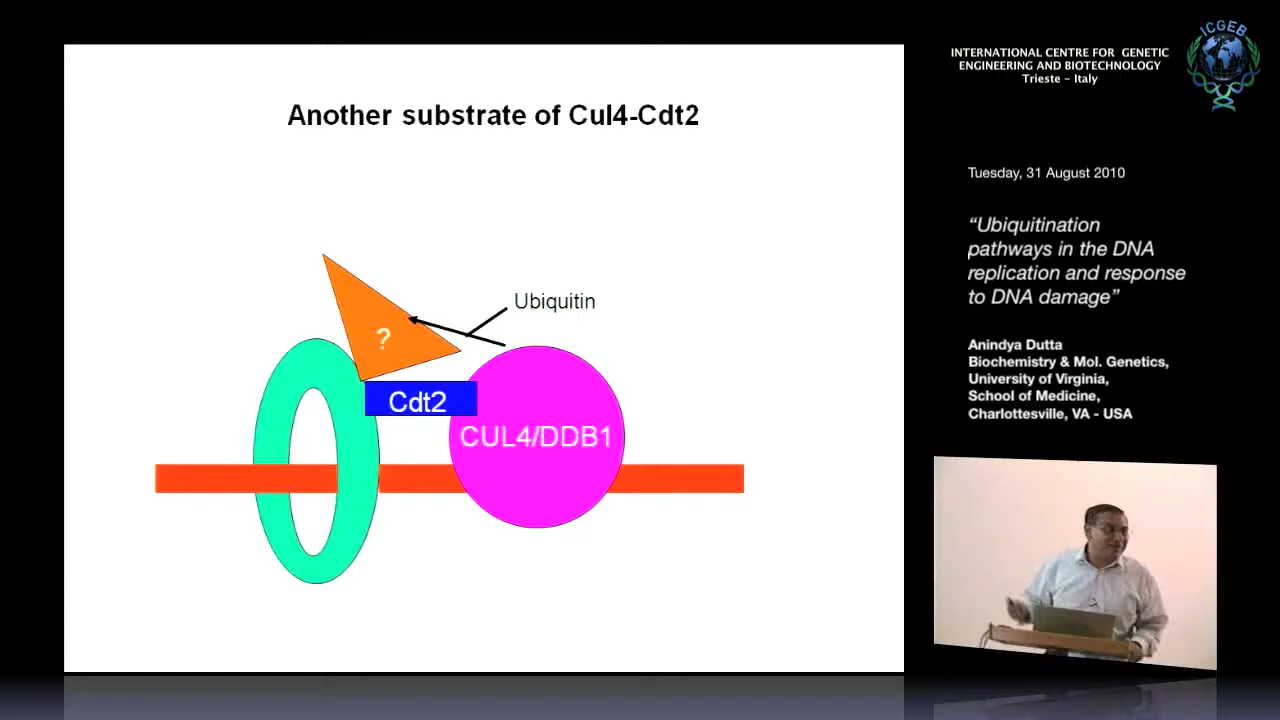 Another substrate of Cul4-Cdt2
?
Ubiquitin
Cdt2
CUL4/DDB1
ICGEB
INTERNATIONAL CENTRE FOR GENETIC
ENGINEERING AND BIOTECHNOLOGY
Trieste - Italy
Tuesday, 31 August 2010
“Ubiquitination
pathways in the DNA
replication and response
to DNA damage”
Anindya Dutta
Biochemistry & Mol. Genetics,
University of Virginia,
School of Medicine,
Charlottesville, VA - USA